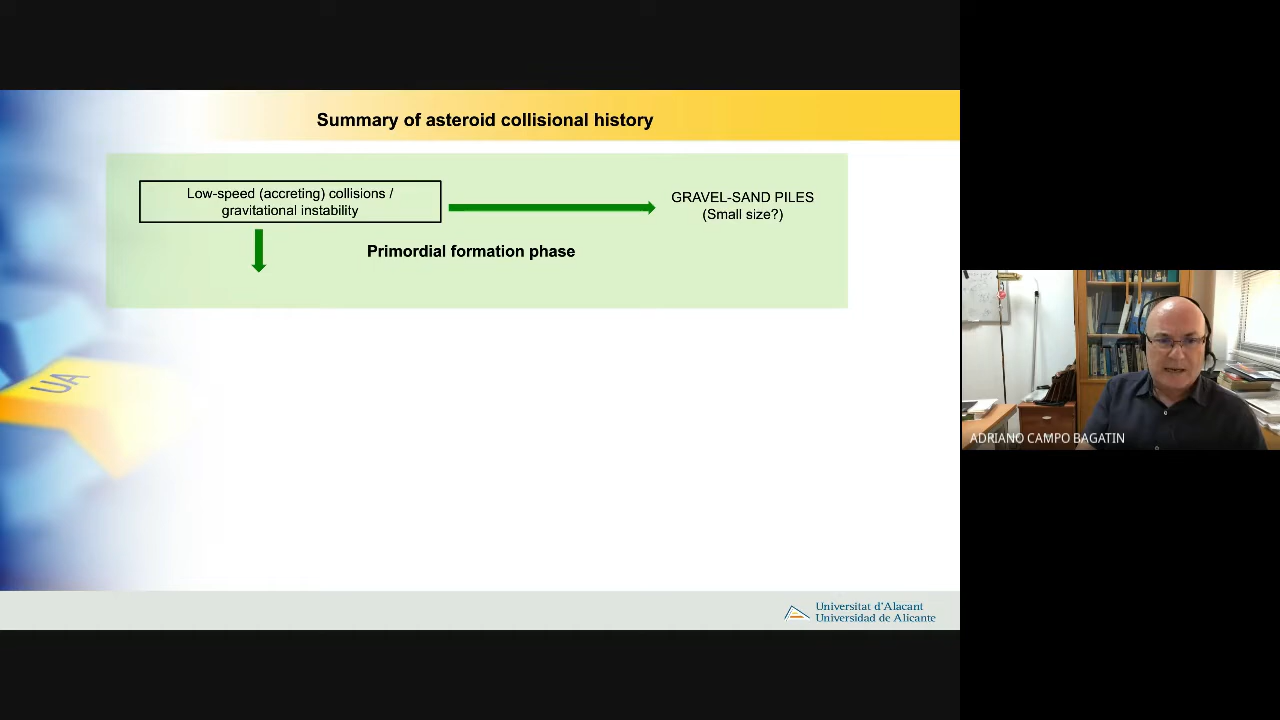 Summary of asteroid collisional history
Low-speed (accreting) collisions /
gravitational instability
GRAVEL-SAND PILES
(Small size?)
Primordial formation phase
UA
ADRIANO CAMPO BAGATIN
Universitat d'Alacant
Universidad de Alicante